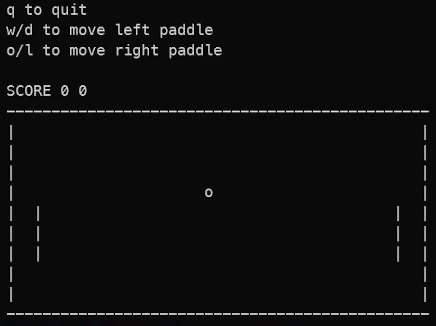 q to quit
w/d to move left paddle
o/l to move right paddle
SCORE 0 0
o